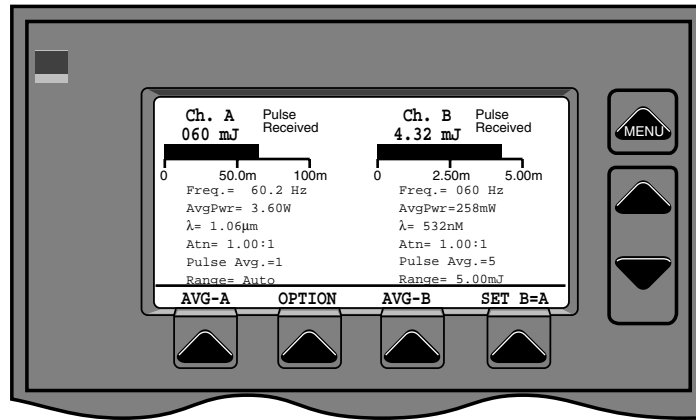 Ch. A Pulse Received
060 mJ
0 50.0m 100m
Freq.= 60.2 Hz
AvgPwr= 3.60W
λ= 1.06µm
Atn= 1.00:1
Pulse Avg.=1
Range= Auto
Ch. B Pulse Received
4.32 mJ
0 2.50m 5.00m
Freq.= 060 Hz
AvgPwr=258mW
λ= 532nM
Atn= 1.00:1
Pulse Avg.=5
Range= 5.00mJ
AVG-A OPTION AVG-B SET B=A
MENU